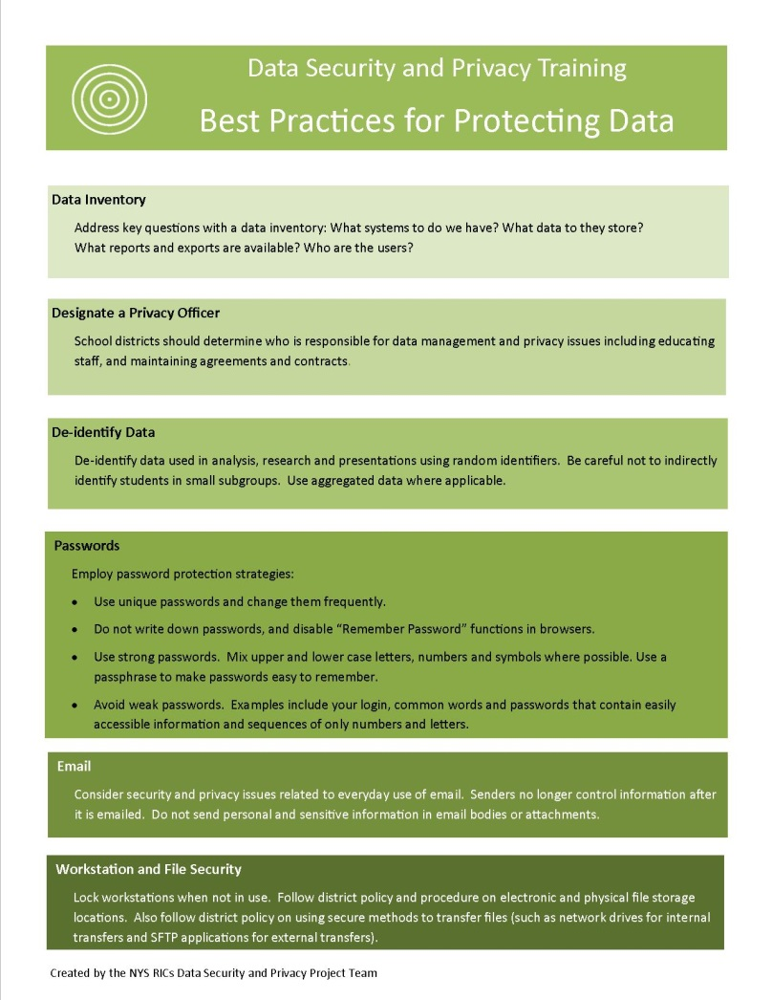 Data Security and Privacy Training
Best Practices for Protecting Data
Data Inventory
Address key questions with a data inventory: What systems to do we have? What data to they store?
What reports and exports are available? Who are the users?
Designate a Privacy Officer
School districts should determine who is responsible for data management and privacy issues including educating
staff, and maintaining agreements and contracts.
De-identify Data
De-identify data used in analysis, research and presentations using random identifiers. Be careful not to indirectly
identify students in small subgroups. Use aggregated data where applicable.
Passwords
Employ password protection strategies:
• Use unique passwords and change them frequently.
• Do not write down passwords, and disable “Remember Password” functions in browsers.
• Use strong passwords. Mix upper and lower case letters, numbers and symbols where possible. Use a
passphrase to make passwords easy to remember.
• Avoid weak passwords. Examples include your login, common words and passwords that contain easily
accessible information and sequences of only numbers and letters.
Email
Consider security and privacy issues related to everyday use of email. Senders no longer control information after
it is emailed. Do not send personal and sensitive information in email bodies or attachments.
Workstation and File Security
Lock workstations when not in use. Follow district policy and procedure on electronic and physical file storage
locations. Also follow district policy on using secure methods to transfer files (such as network drives for internal
transfers and SFTP applications for external transfers).
Created by the NYS RICs Data Security and Privacy Project Team